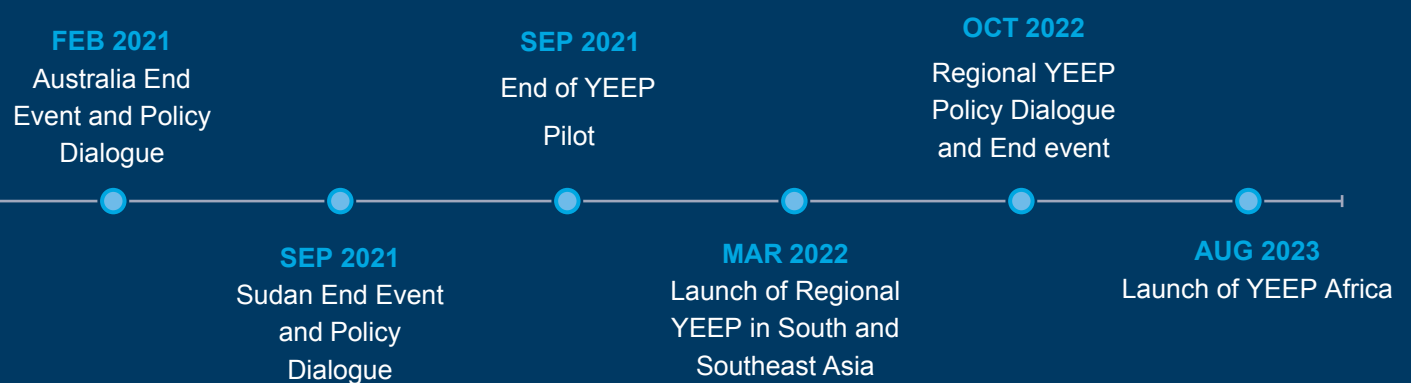 FEB 2021
Australia End
Event and Policy
Dialogue
SEP 2021
Sudan End Event
and Policy
Dialogue
SEP 2021
End of YEEP
Pilot
MAR 2022
Launch of Regional
YEEP in South and
Southeast Asia
OCT 2022
Regional YEEP
Policy Dialogue
and End event
AUG 2023
Launch of YEEP Africa